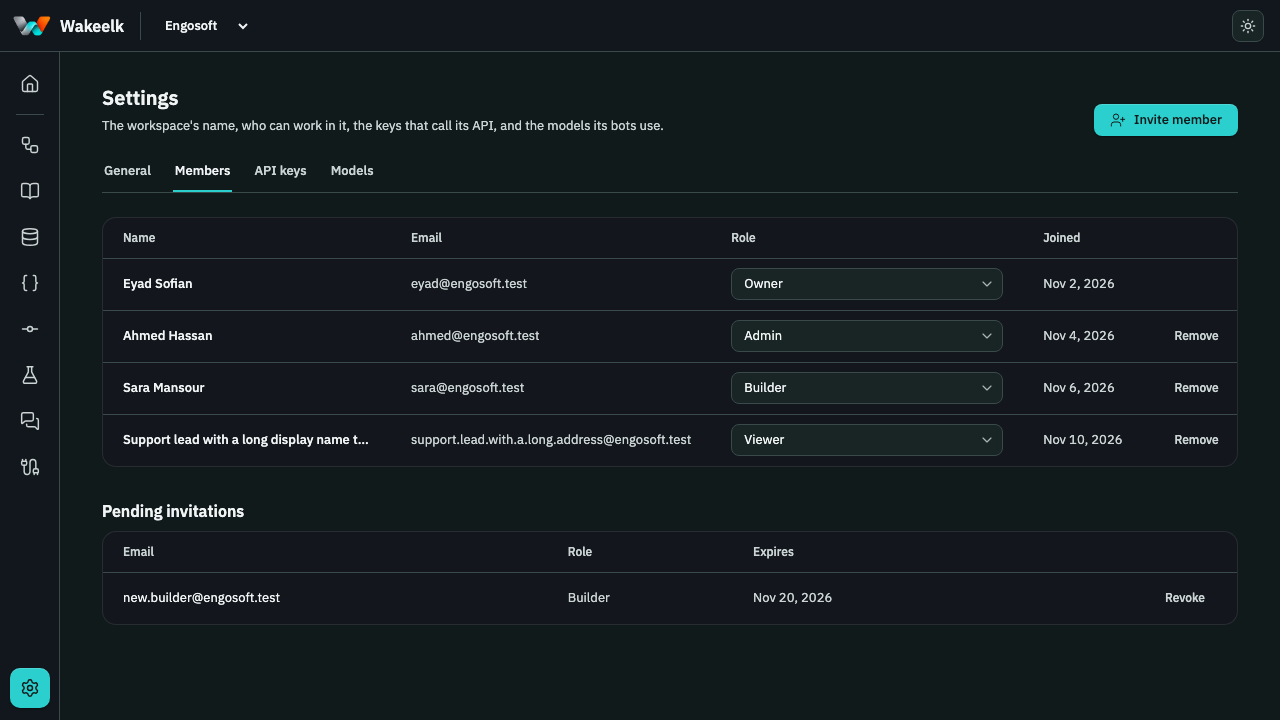 Wakeelk
Engosoft
Settings
The workspace's name, who can work in it, the keys that call its API, and the models its bots use.
Invite member
General Members API keys Models
Name Email Role Joined
Eyad Sofian eyad@engosoft.test Owner Nov 2, 2026
Ahmed Hassan ahmed@engosoft.test Admin Nov 4, 2026 Remove
Sara Mansour sara@engosoft.test Builder Nov 6, 2026 Remove
Support lead with a long display name t... support.lead.with.a.long.address@engosoft.test Viewer Nov 10, 2026 Remove
Pending invitations
Email Role Expires
new.builder@engosoft.test Builder Nov 20, 2026 Revoke